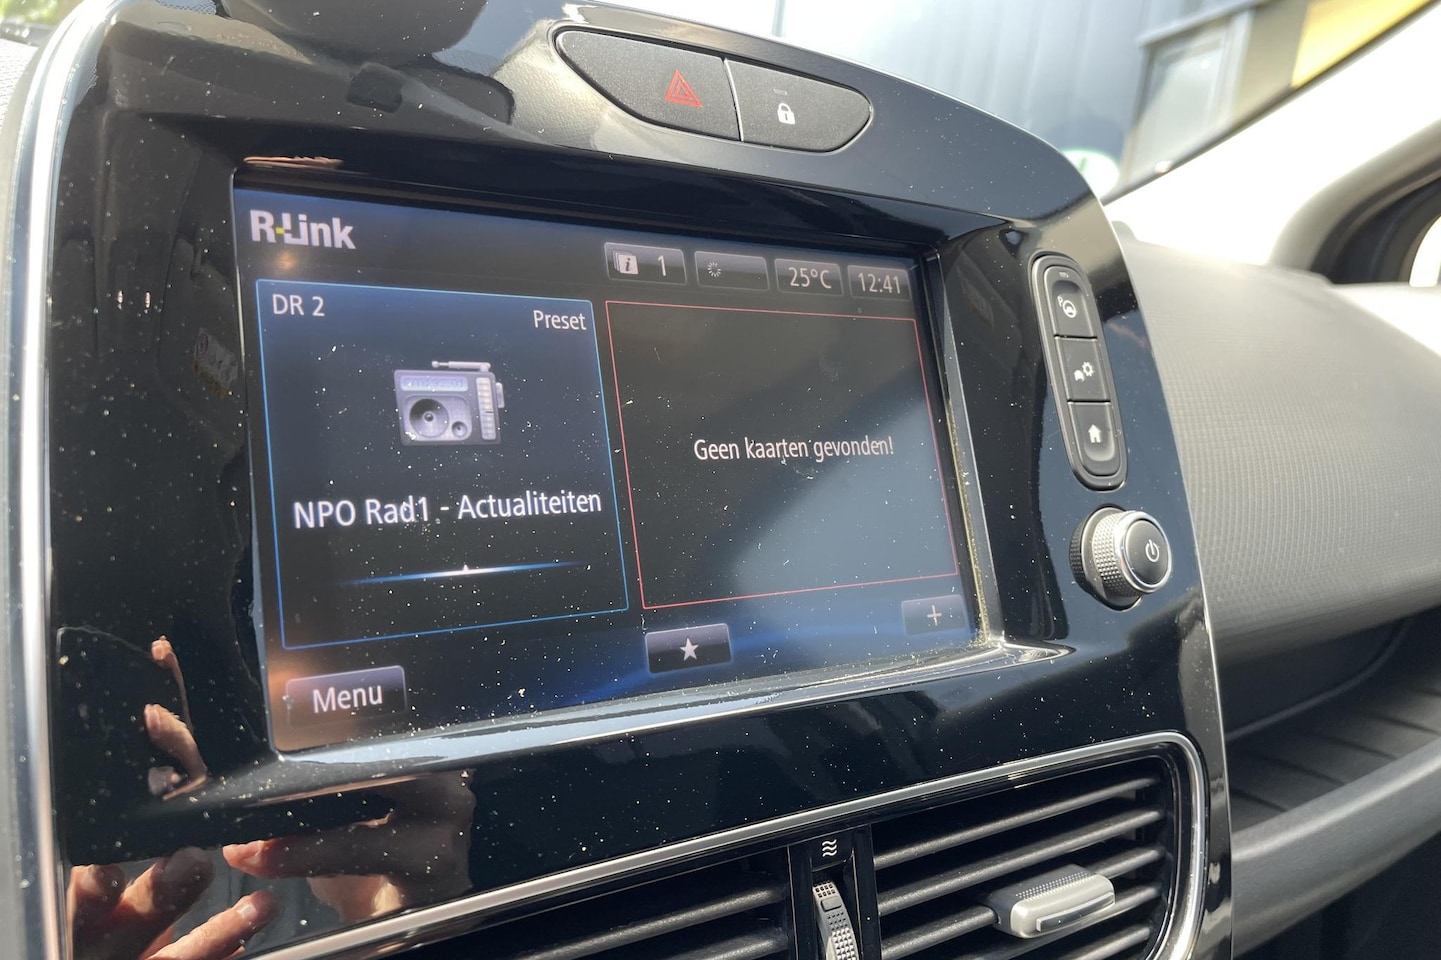 R-Link
1
25°C
12:41
DR 2
Preset
NPO Rad1 - Actualiteiten
Geen kaarten gevonden!
Menu